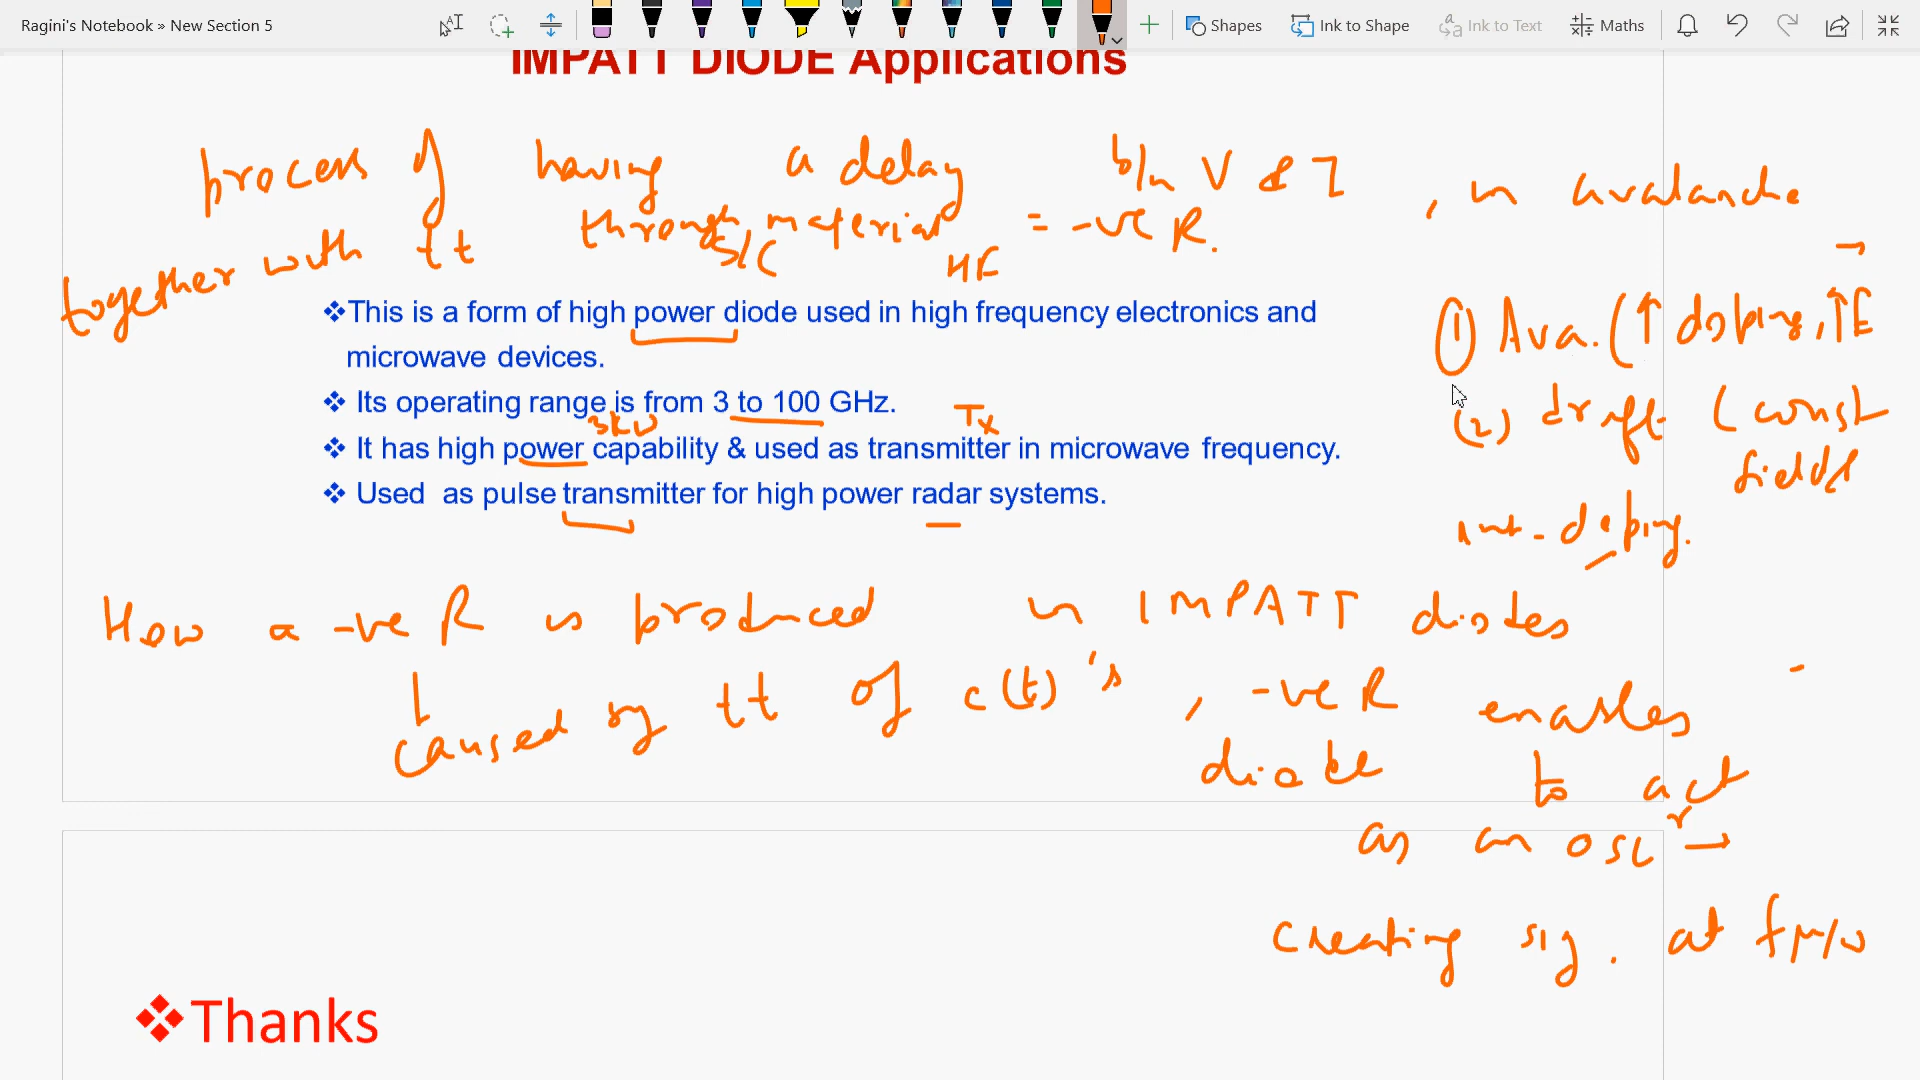 Ragini's Notebook » New Section 5
Shapes
Ink to Shape
Ink to Text
Maths
IMPATT DIODE Applications
process of having a delay b/n V & I, in avalanche
together with tt through material = -ve R.
S/C
HF
❖This is a form of high power diode used in high frequency electronics and
microwave devices.
❖ Its operating range is from 3 to 100 GHz.
3kW
Tx
❖ It has high power capability & used as transmitter in microwave frequency.
❖ Used as pulse transmitter for high power radar systems.
① Ava. (↑ doping, ↑E
(2) drift (const
field &
int. doping.
How a -ve R is produced in IMPATT diodes
caused by tt of c(t)'s, -ve R enables
diode to act
as an oscr →
creating sig. at fμ/w
❖Thanks